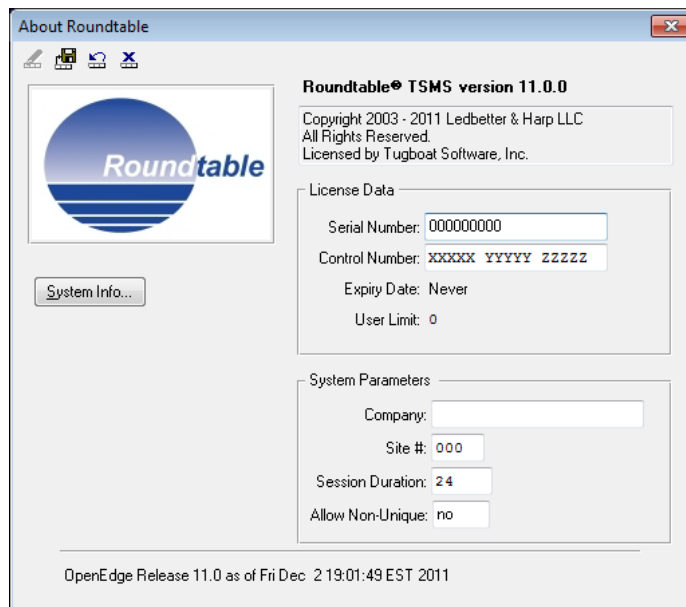 About Roundtable
Roundtable
Roundtable® TSMS version 11.0.0
Copyright 2003 - 2011 Ledbetter & Harp LLC
All Rights Reserved.
Licensed by Tugboat Software, Inc.
System Info...
License Data
Serial Number: 000000000
Control Number: XXXXX YYYYY ZZZZZ
Expiry Date: Never
User Limit: 0
System Parameters
Company:
Site #: 000
Session Duration: 24
Allow Non-Unique: no
OpenEdge Release 11.0 as of Fri Dec 2 19:01:49 EST 2011